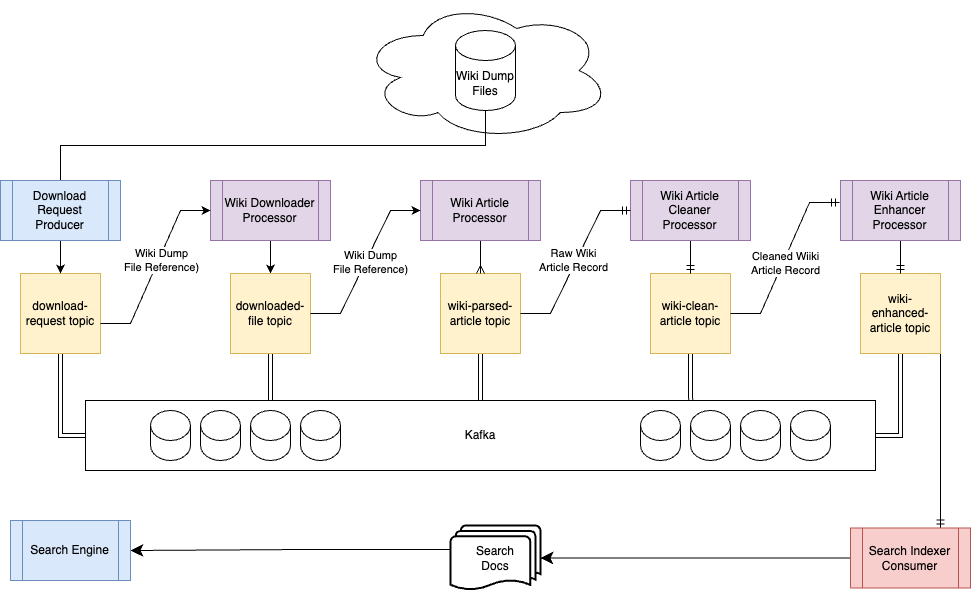 Wiki Dump
Files
Download
Request
Producer
Wiki Downloader
Processor
Wiki Article
Processor
Wiki Article
Cleaner
Processor
Wiki Article
Enhancer
Processor
Wiki Dump
File Reference)
Wiki Dump
File Reference)
Raw Wiki
Article Record
Cleaned Wiiki
Article Record
download-
request topic
downloaded-
file topic
wiki-parsed-
article topic
wiki-clean-
article topic
wiki-
enhanced-
article topic
Kafka
Search Engine
Search
Docs
Search Indexer
Consumer